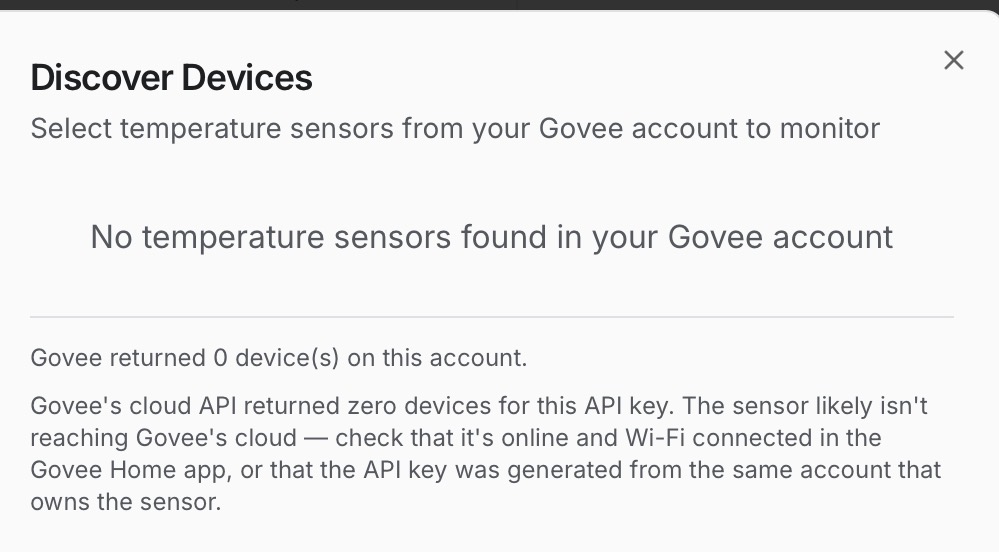 Discover Devices
Select temperature sensors from your Govee account to monitor
No temperature sensors found in your Govee account
Govee returned 0 device(s) on this account.
Govee's cloud API returned zero devices for this API key. The sensor likely isn't
reaching Govee's cloud — check that it's online and Wi-Fi connected in the
Govee Home app, or that the API key was generated from the same account that
owns the sensor.